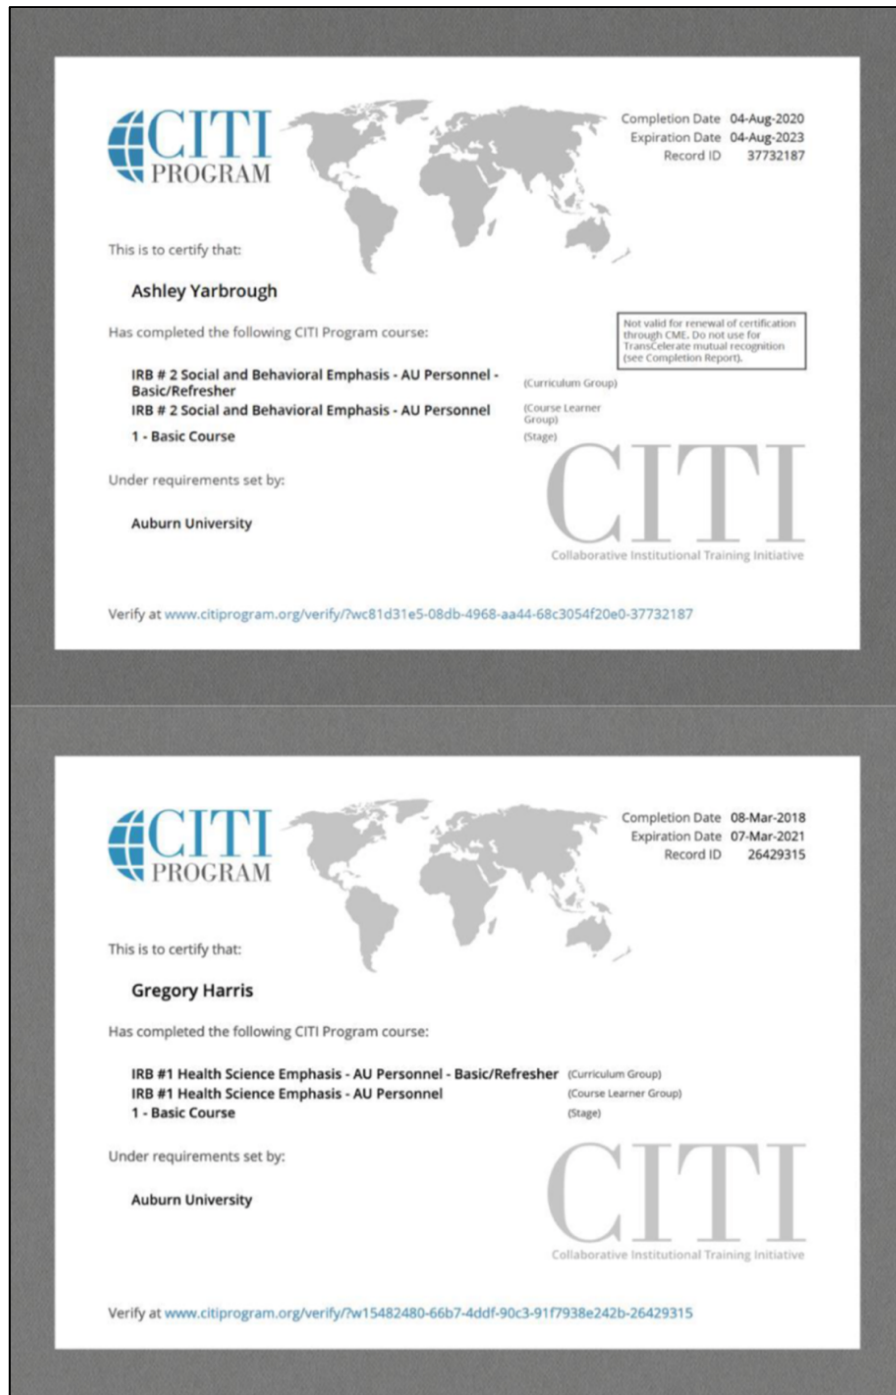 CITI
PROGRAM
Completion Date 04-Aug-2020
Expiration Date 04-Aug-2023
Record ID 37732187
This is to certify that:
Ashley Yarbrough
Has completed the following CITI Program course:
Not valid for renewal of certification
through CME. Do not use for
TransCelerate mutual recognition
(see Completion Report).
IRB # 2 Social and Behavioral Emphasis - AU Personnel -
Basic/Refresher
(Curriculum Group)
IRB # 2 Social and Behavioral Emphasis - AU Personnel
(Course Learner
Group)
1 - Basic Course
(Stage)
Under requirements set by:
Auburn University
CITI
Collaborative Institutional Training Initiative
Verify at www.citiprogram.org/verify/?wc81d31e5-08db-4968-aa44-68c3054f20e0-37732187
CITI
PROGRAM
Completion Date 08-Mar-2018
Expiration Date 07-Mar-2021
Record ID 26429315
This is to certify that:
Gregory Harris
Has completed the following CITI Program course:
IRB #1 Health Science Emphasis - AU Personnel - Basic/Refresher (Curriculum Group)
IRB #1 Health Science Emphasis - AU Personnel (Course Learner Group)
1 - Basic Course (Stage)
Under requirements set by:
Auburn University
CITI
Collaborative Institutional Training Initiative
Verify at www.citiprogram.org/verify/?w15482480-66b7-4ddf-90c3-91f7938e242b-26429315